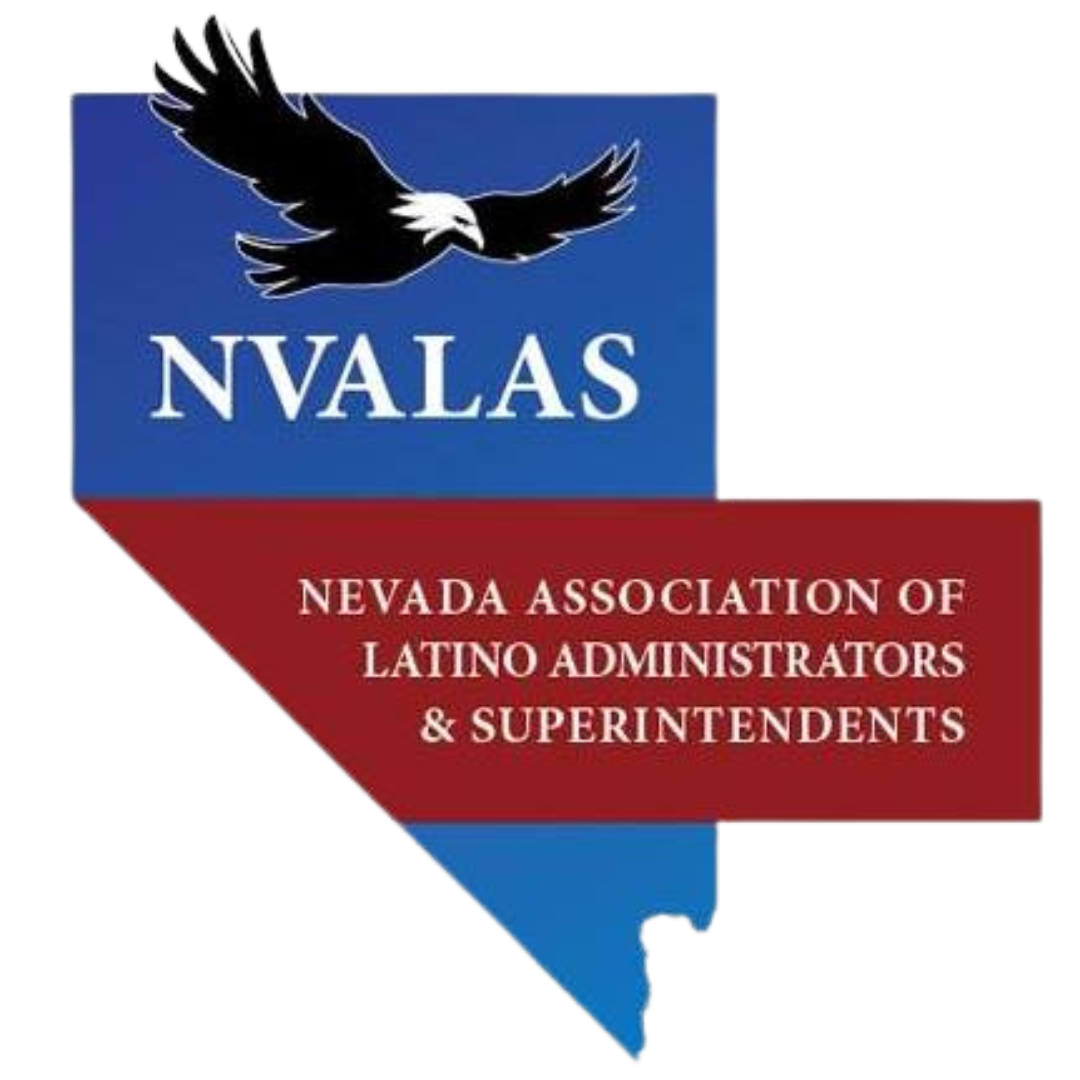 NVALAS
NEVADA ASSOCIATION OF
LATINO ADMINISTRATORS
& SUPERINTENDENTS